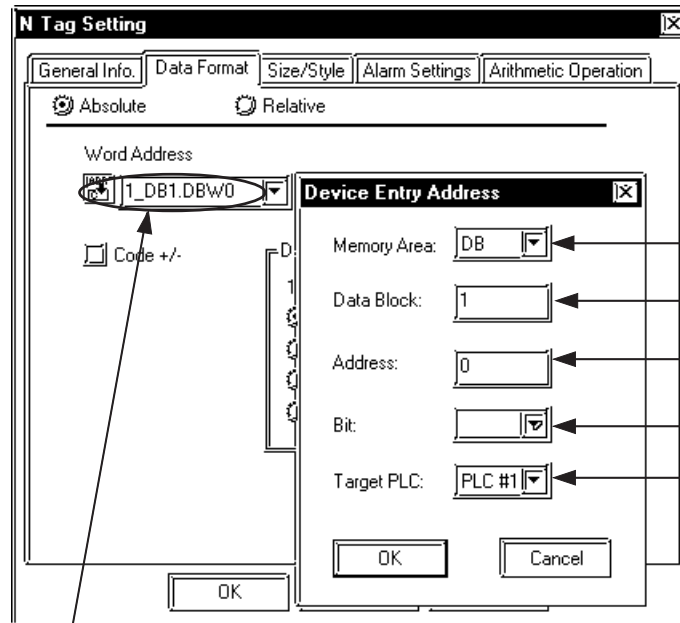 N Tag Setting
General Info. Data Format Size/Style Alarm Settings Arithmetic Operation
Absolute Relative
Word Address
1_DB1.DBW0
Code +/-
D
1
Device Entry Address
Memory Area: DB
Data Block: 1
Address: 0
Bit:
Target PLC: PLC #1
OK Cancel
OK